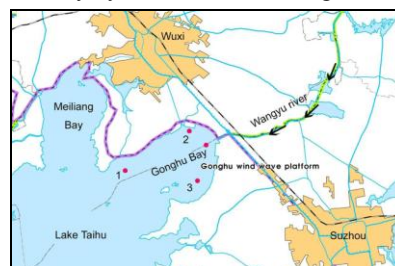 Wuxi
Meiliang
Bay
Wangyu river
2
Gonghu Bay
Gonghu wind wave platform
1
3
Lake Taihu
Suzhou